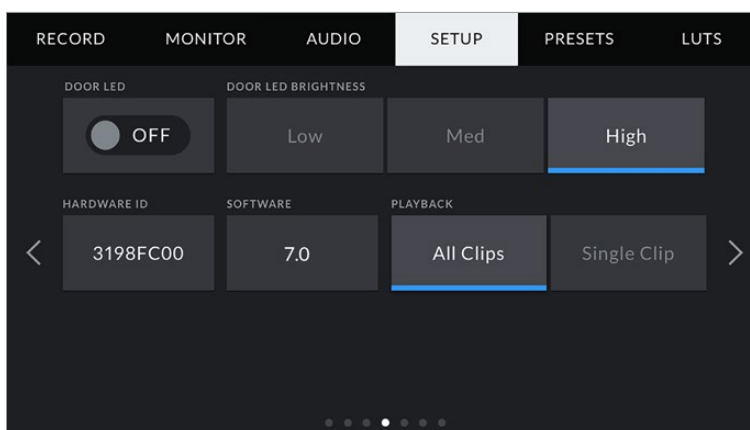 RECORD MONITOR AUDIO SETUP PRESETS LUTS
DOOR LED DOOR LED BRIGHTNESS
OFF Low Med High
HARDWARE ID SOFTWARE PLAYBACK
3198FC00 7.0 All Clips Single Clip